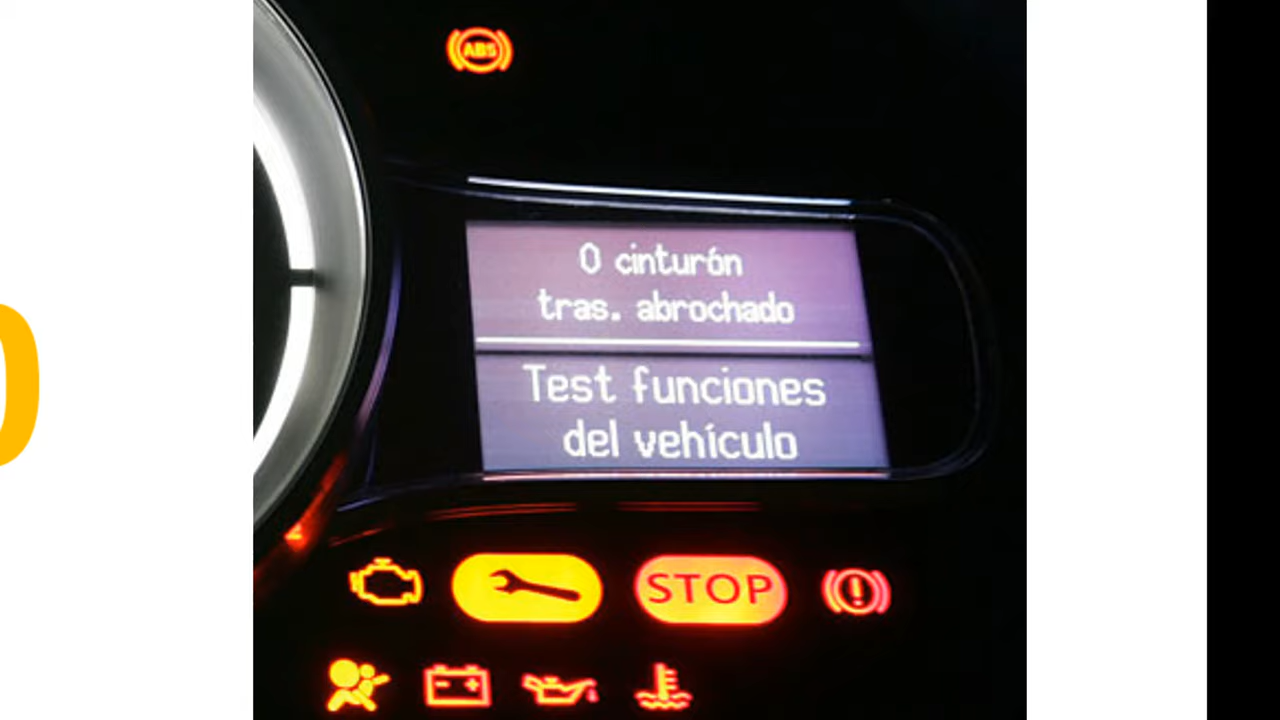 ABS
0 cinturón
tras. abrochado
Test funciones
del vehículo
STOP